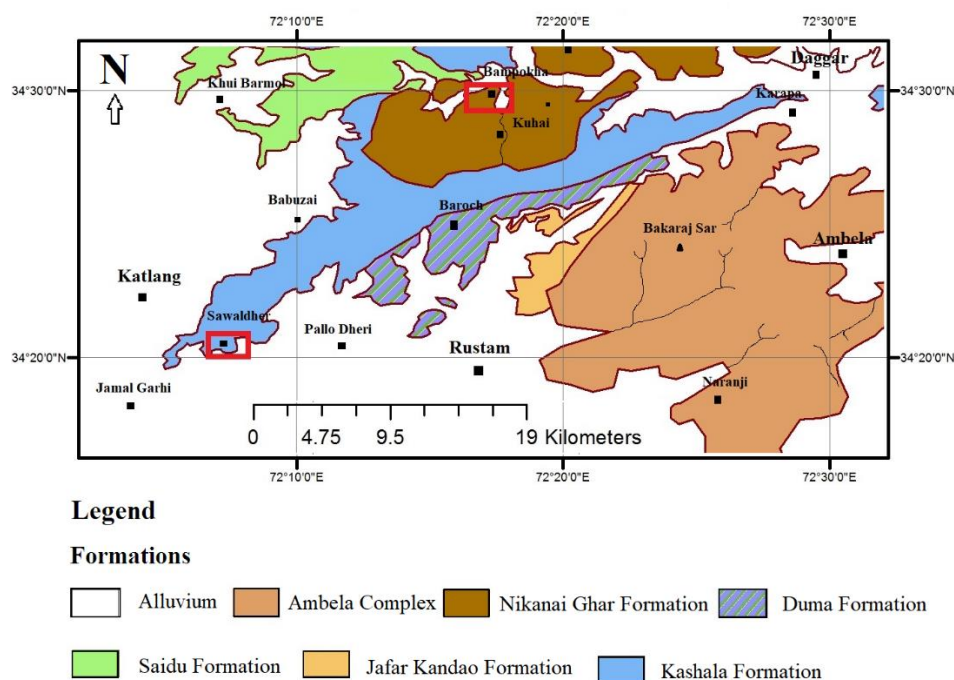 72°10'0"E 72°20'0"E 72°30'0"E
N
Khui Barmol
Bampokha
Daggar
34°30'0"N 34°30'0"N
Karapa
Kuhai
Babuzai
Baroch
Bakaraj Sar
Ambela
Katlang
Sawaldher
Pallo Dheri
Rustam
34°20'0"N 34°20'0"N
Jamal Garhi
Naranji
0 4.75 9.5 19 Kilometers
72°10'0"E 72°20'0"E 72°30'0"E
Legend
Formations
Alluvium Ambela Complex Nikanai Ghar Formation Duma Formation
Saidu Formation Jafar Kandao Formation Kashala Formation